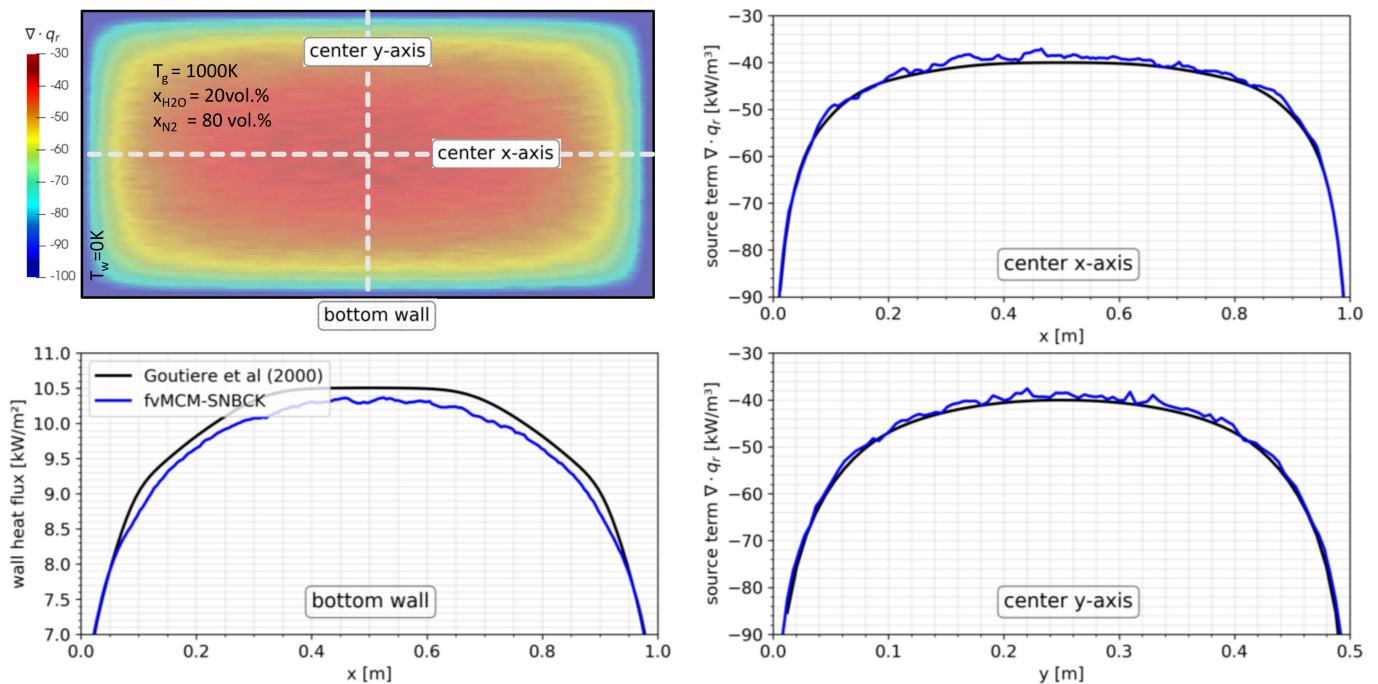 ∇ · qᵣ
-30
-40
-50
-60
-70
-80
-90
-100
center y-axis
T_g = 1000K
x_H2O = 20vol.%
x_N2 = 80 vol.%
center x-axis
T_w=0K
bottom wall
−30
−40
−50
−60
−70
−80
−90
source term ∇ · qᵣ [kW/m³]
center x-axis
0.0 0.2 0.4 0.6 0.8 1.0
x [m]
11.0
10.5
10.0
9.5
9.0
8.5
8.0
7.5
7.0
wall heat flux [kW/m²]
Goutiere et al (2000)
fvMCM-SNBCK
bottom wall
0.0 0.2 0.4 0.6 0.8 1.0
x [m]
−30
−40
−50
−60
−70
−80
−90
source term ∇ · qᵣ [kW/m³]
center y-axis
0.0 0.1 0.2 0.3 0.4 0.5
y [m]